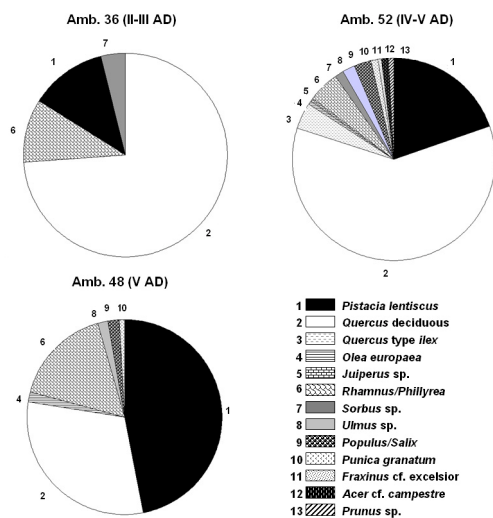 Amb. 36 (II-III AD)
7
1
6
2
Amb. 52 (IV-V AD)
13
12
11
10
9
8
7
6
5
4
3
1
2
Amb. 48 (V AD)
10
9
8
6
4
2
1
1 Pistacia lentiscus
2 Quercus deciduous
3 Quercus type ilex
4 Olea europaea
5 Juiperus sp.
6 Rhamnus/Phillyrea
7 Sorbus sp.
8 Ulmus sp.
9 Populus/Salix
10 Punica granatum
11 Fraxinus cf. excelsior
12 Acer cf. campestre
13 Prunus sp.